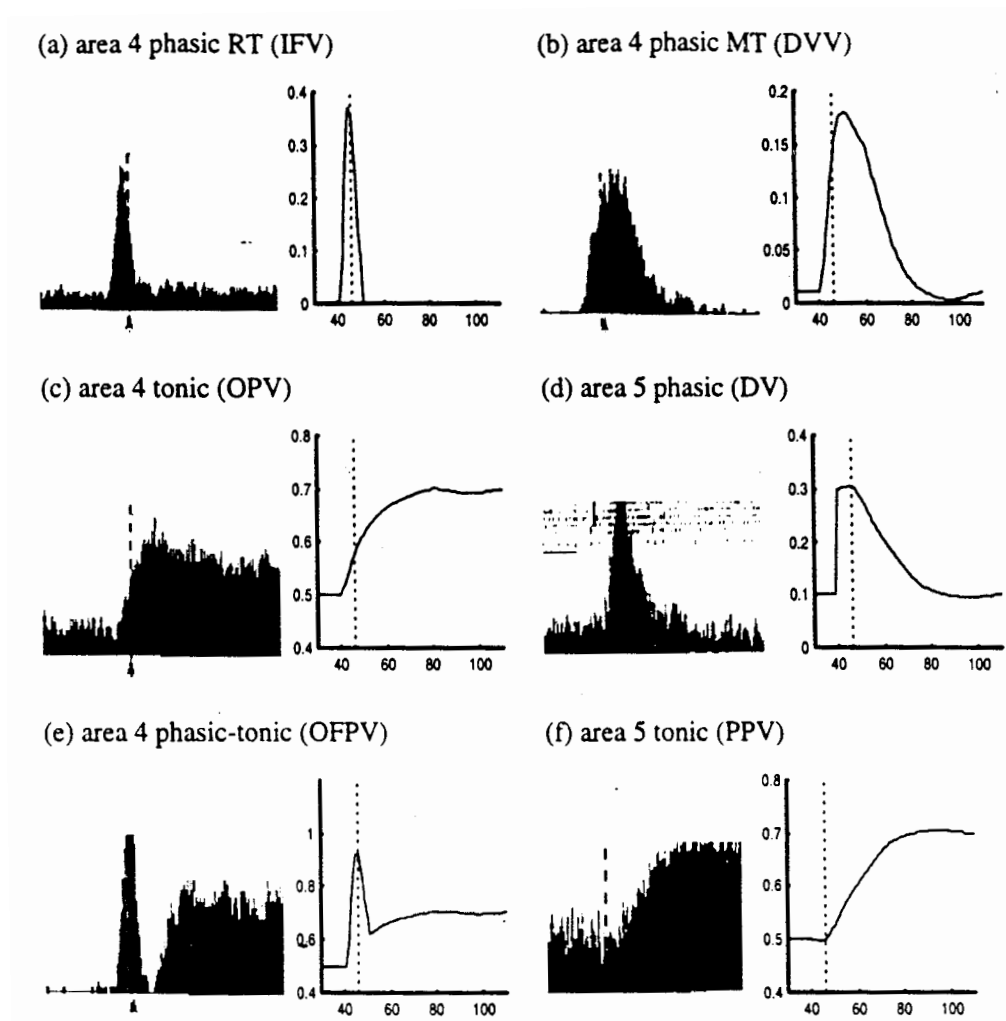 (a) area 4 phasic RT (IFV)
(b) area 4 phasic MT (DVV)
0.4
0.3
0.2
0.1
0
40 60 80 100
0.2
0.15
0.1
0.05
0
40 60 80 100
(c) area 4 tonic (OPV)
(d) area 5 phasic (DV)
0.8
0.7
0.6
0.5
0.4
40 60 80 100
0.4
0.3
0.2
0.1
0
40 60 80 100
(e) area 4 phasic-tonic (OFPV)
(f) area 5 tonic (PPV)
1
0.8
0.6
0.4
40 60 80 100
0.8
0.7
0.6
0.5
0.4
40 60 80 100